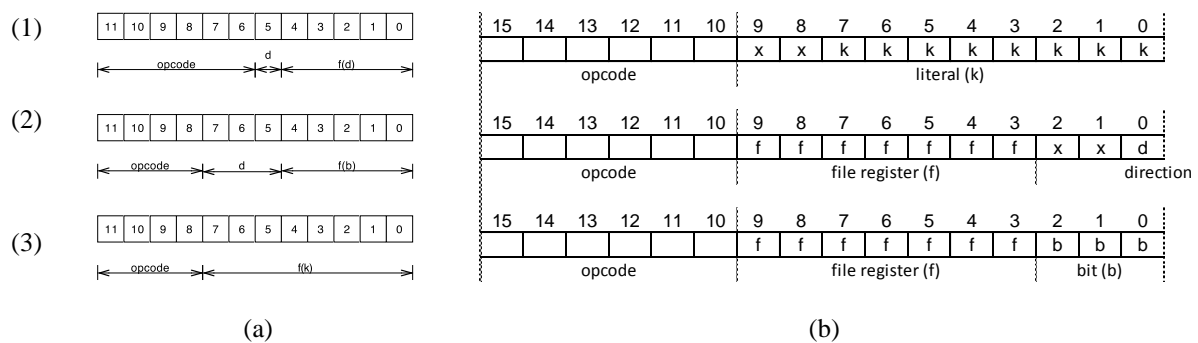 (1)
11 10 9 8 7 6 5 4 3 2 1 0
d
opcode f(d)
(2)
11 10 9 8 7 6 5 4 3 2 1 0
opcode d f(b)
(3)
11 10 9 8 7 6 5 4 3 2 1 0
opcode f(k)
(a)
15 14 13 12 11 10 9 8 7 6 5 4 3 2 1 0
x x k k k k k k k k
opcode literal (k)
15 14 13 12 11 10 9 8 7 6 5 4 3 2 1 0
f f f f f f f x x d
opcode file register (f) direction
15 14 13 12 11 10 9 8 7 6 5 4 3 2 1 0
f f f f f f f b b b
opcode file register (f) bit (b)
(b)